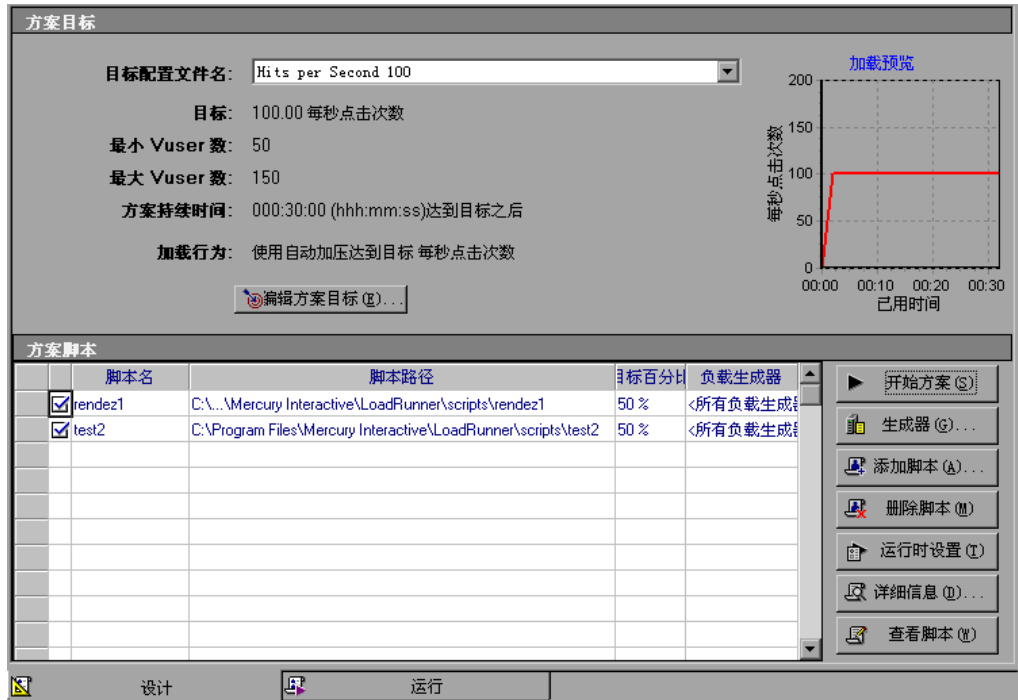 方案目标
目标配置文件名: Hits per Second 100
目标: 100.00 每秒点击次数
最小 Vuser 数: 50
最大 Vuser 数: 150
方案持续时间: 000:30:00 (hhh:mm:ss)达到目标之后
加载行为: 使用自动加压达到目标 每秒点击次数
编辑方案目标(E)...
加载预览
每秒点击次数
200
150
100
50
0
00:00 00:10 00:20 00:30
已用时间
方案脚本
脚本名 脚本路径 目标百分比 负载生成器
rendez1 C:\...\Mercury Interactive\LoadRunner\scripts\rendez1 50 % <所有负载生成器
test2 C:\Program Files\Mercury Interactive\LoadRunner\scripts\test2 50 % <所有负载生成器
开始方案(S)
生成器(G)...
添加脚本(A)...
删除脚本(M)
运行时设置(T)
详细信息(D)...
查看脚本(W)
设计 运行